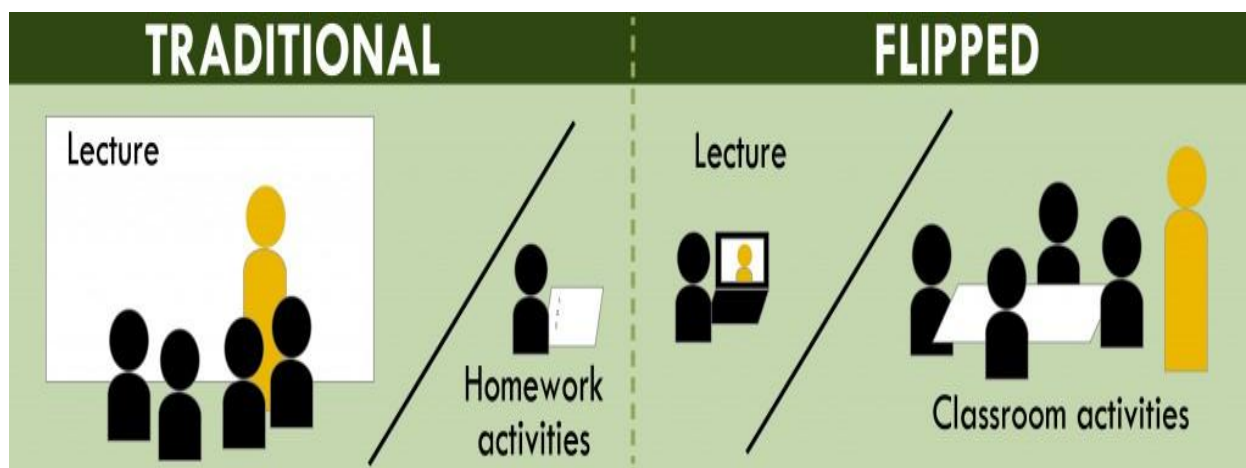 TRADITIONAL
Lecture
Homework
activities
FLIPPED
Lecture
Classroom activities